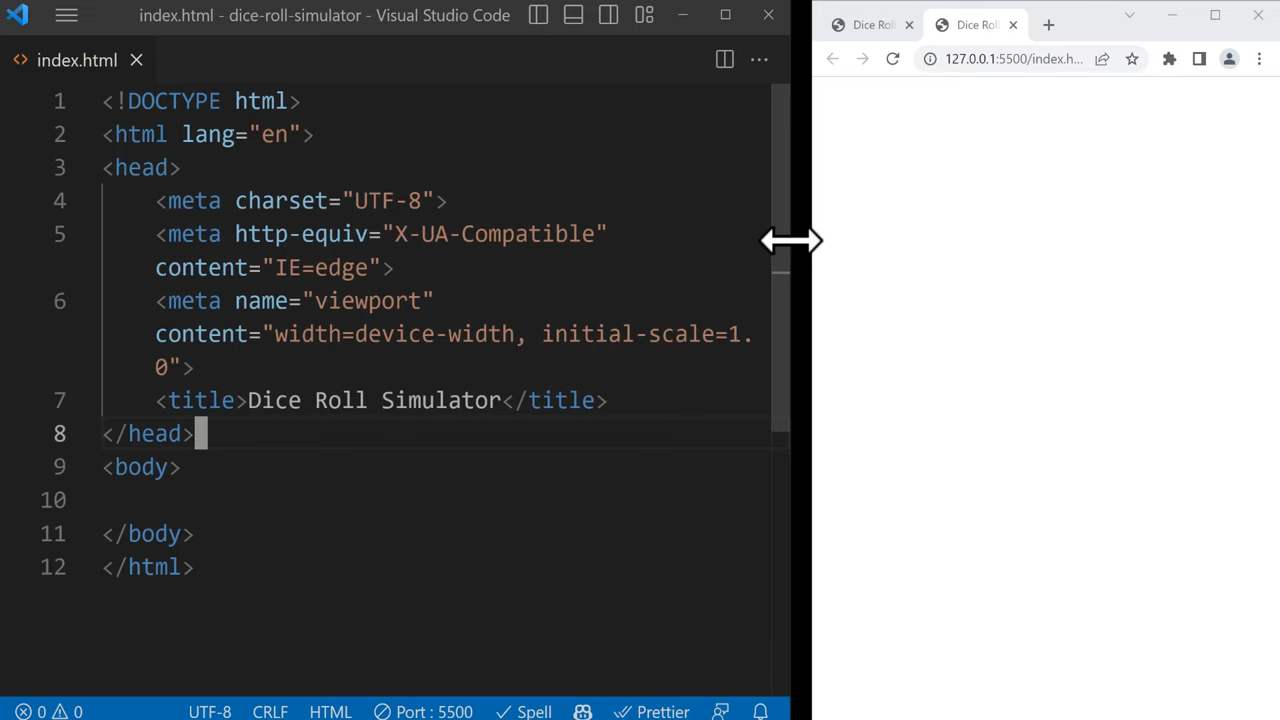 index.html - dice-roll-simulator - Visual Studio Code
index.html
1 <!DOCTYPE html>
2 <html lang="en">
3 <head>
4 <meta charset="UTF-8">
5 <meta http-equiv="X-UA-Compatible"
content="IE=edge">
6 <meta name="viewport"
content="width=device-width, initial-scale=1.
0">
7 <title>Dice Roll Simulator</title>
8 </head>
9 <body>
10
11 </body>
12 </html>
0 0 UTF-8 CRLF HTML Port : 5500 Spell Prettier
Dice Rol Dice Rol
127.0.0.1:5500/index.h...